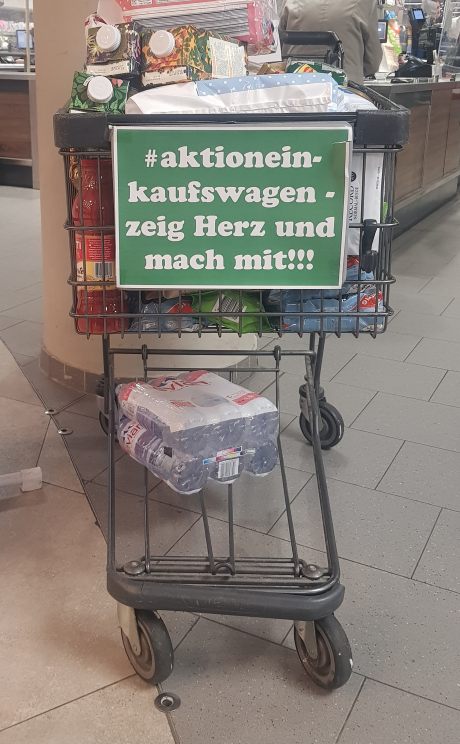 #aktionein-
kaufswagen -
zeig Herz und
mach mit!!!